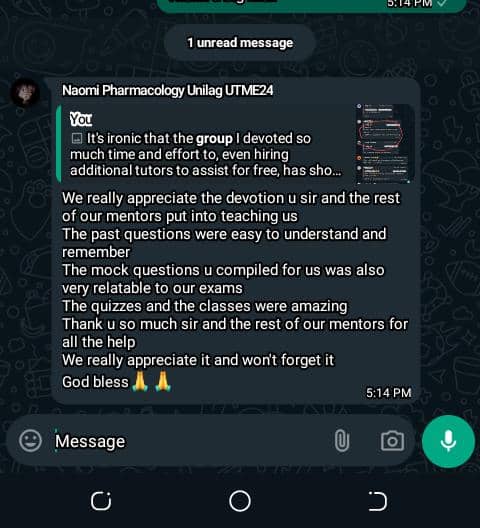 5:14 PM
1 unread message
Naomi Pharmacology Unilag UTME24
You
It's ironic that the group I devoted so
much time and effort to, even hiring
additional tutors to assist for free, has sho...
We really appreciate the devotion u sir and the rest
of our mentors put into teaching us
The past questions were easy to understand and
remember
The mock questions u compiled for us was also
very relatable to our exams
The quizzes and the classes were amazing
Thank u so much sir and the rest of our mentors for
all the help
We really appreciate it and won't forget it
God bless🙏 🙏
5:14 PM
Message